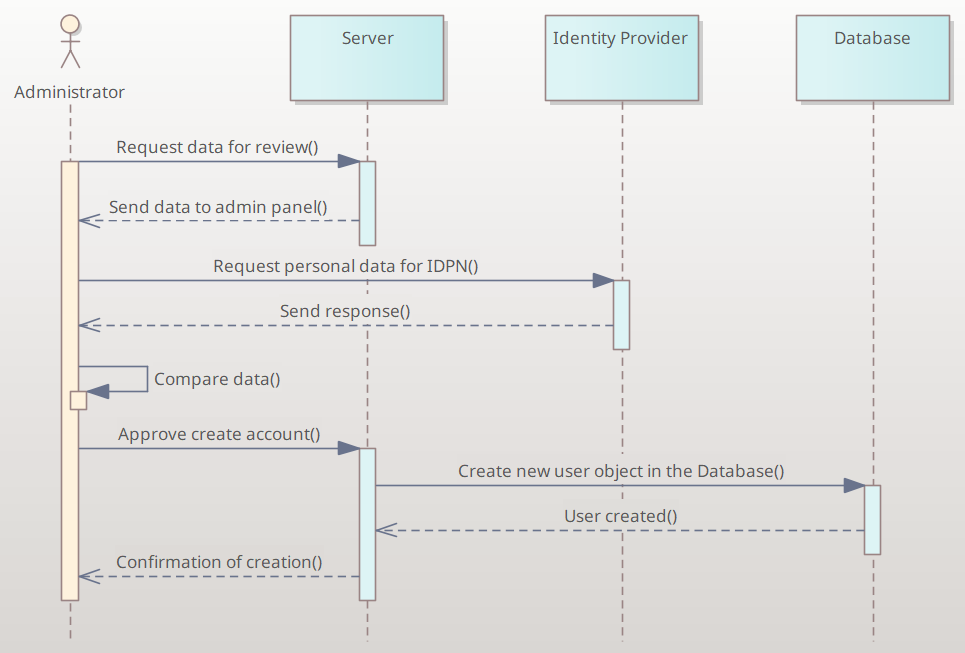 Administrator
Server
Identity Provider
Database
Request data for review()
Send data to admin panel()
Request personal data for IDPN()
Send response()
Compare data()
Approve create account()
Create new user object in the Database()
User created()
Confirmation of creation()